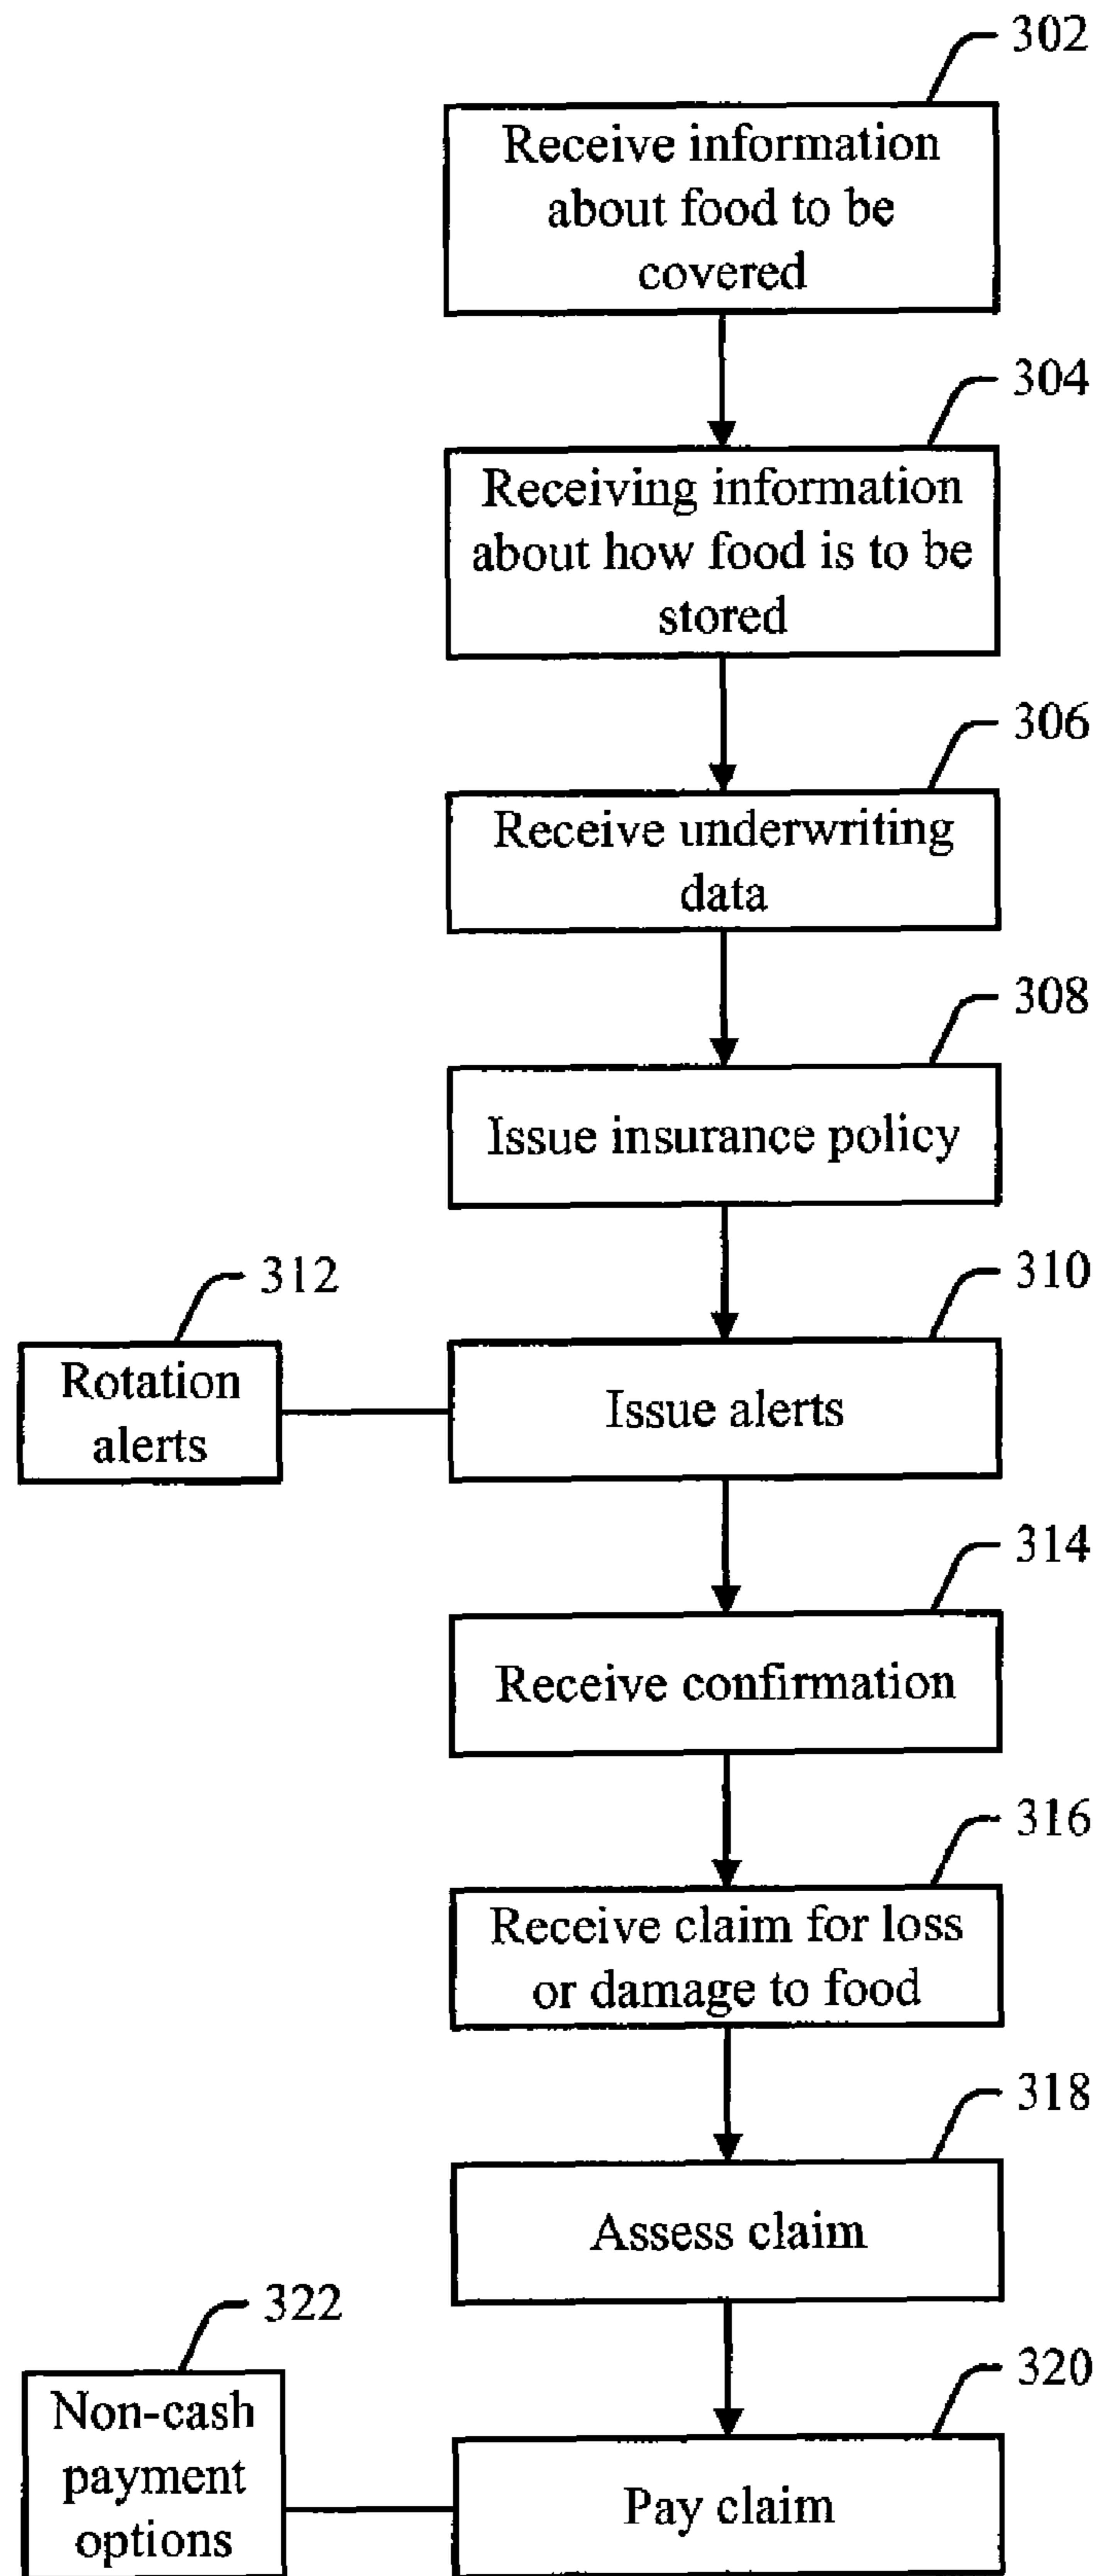 302
Receive information
about food to be
covered
304
Receiving information
about how food is to be
stored
306
Receive underwriting
data
308
Issue insurance policy
310
312
Rotation
alerts
Issue alerts
314
Receive confirmation
316
Receive claim for loss
or damage to food
318
Assess claim
322
320
Non-cash
payment
options
Pay claim